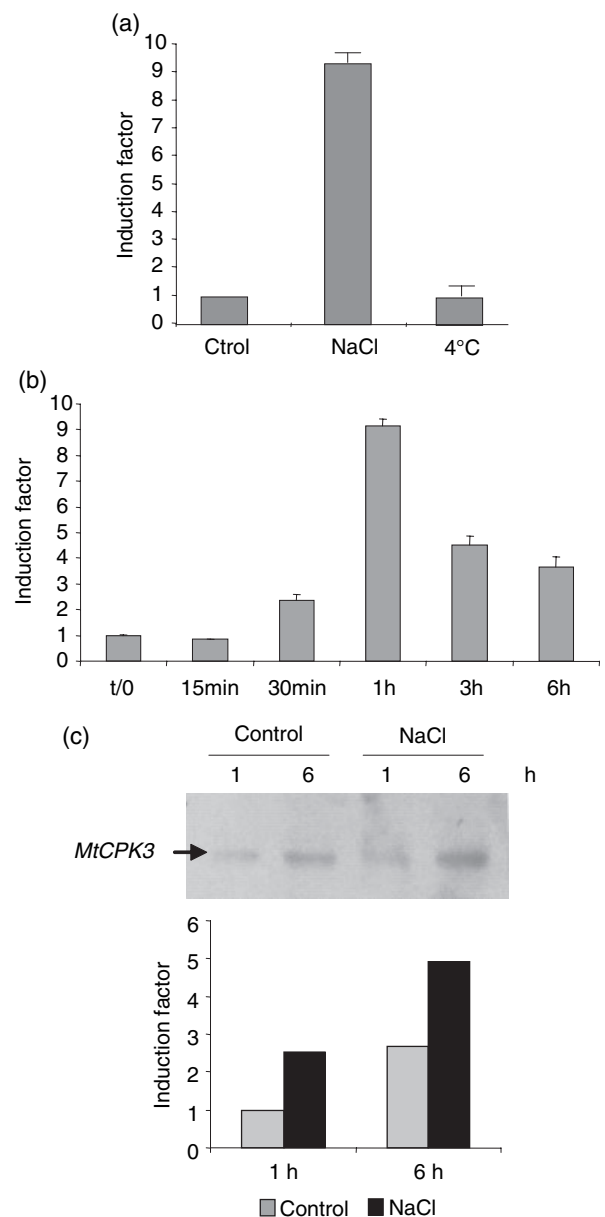 (a)
10
9
8
7
6
5
4
3
2
1
0
Induction factor
Ctrol NaCl 4°C
(b)
10
9
8
7
6
5
4
3
2
1
0
Induction factor
t/0 15min 30min 1h 3h 6h
(c)
Control NaCl
1 6 1 6 h
MtCPK3
6
5
4
3
2
1
0
Induction factor
1 h 6 h
Control NaCl